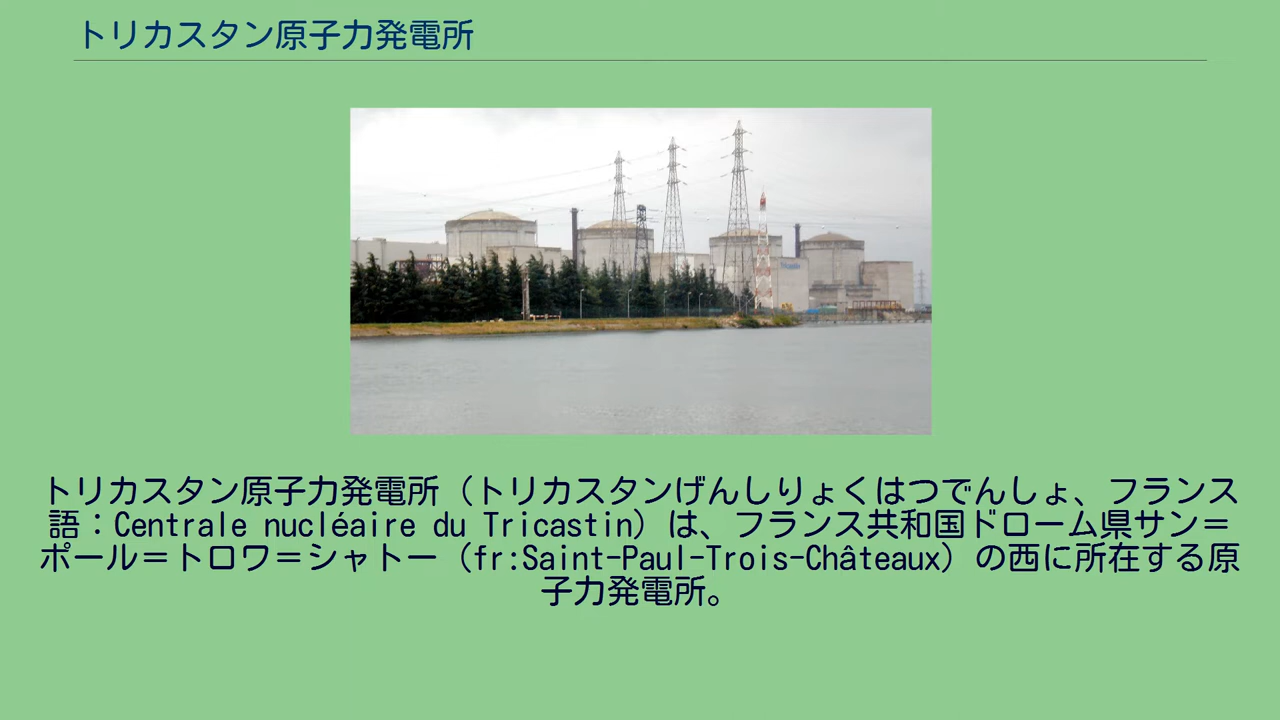 トリカスタン原子力発電所
トリカスタン原子力発電所（トリカスタンげんしりょくはつでんしょ、フランス
語：Centrale nucléaire du Tricastin）は、フランス共和国ドローム県サン＝
ポール＝トロワ＝シャトー（fr:Saint-Paul-Trois-Châteaux）の西に所在する原
子力発電所。